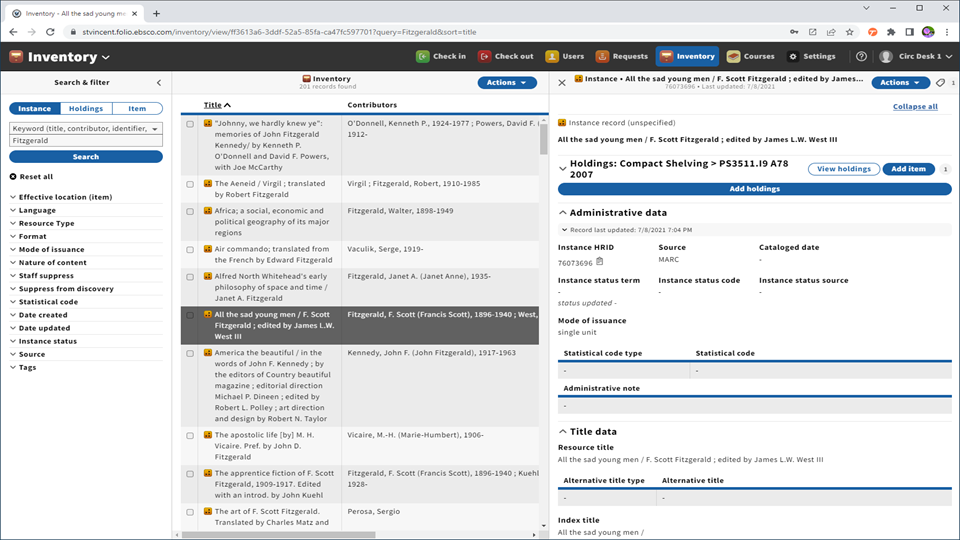 Inventory - All the sad young m
stvincent.folio.ebsco.com/inventory/view/ff3613a6-3ddf-52a5-85fa-ca47fc597701?query=Fitzgerald&sort=title
Inventory
Check in
Check out
Users
Requests
Inventory
Courses
Settings
Circ Desk 1
Search & filter
Instance
Holdings
Item
Keyword (title, contributor, identifier,
Fitzgerald
Search
Reset all
Effective location (item)
Language
Resource Type
Format
Mode of issuance
Nature of content
Staff suppress
Suppress from discovery
Statistical code
Date created
Date updated
Instance status
Source
Tags
Inventory
201 records found
Actions
Title
Contributors
"Johnny, we hardly knew ye":
memories of John Fitzgerald
Kennedy/ by Kenneth P.
O'Donnell and David F. Powers,
with Joe McCarthy
O'Donnell, Kenneth P., 1924-1977 ; Powers, David F. (
1912-
The Aeneid / Virgil ; translated
by Robert Fitzgerald
Virgil ; Fitzgerald, Robert, 1910-1985
Africa; a social, economic and
political geography of its major
regions
Fitzgerald, Walter, 1898-1949
Air commando; translated from
the French by Edward Fitzgerald
Vaculik, Serge, 1919-
Alfred North Whitehead's early
philosophy of space and time /
Janet A. Fitzgerald
Fitzgerald, Janet A. (Janet Anne), 1935-
All the sad young men / F. Scott
Fitzgerald ; edited by James L.W.
West III
Fitzgerald, F. Scott (Francis Scott), 1896-1940 ; West,
America the beautiful / in the
words of John F. Kennedy ; by
the editors of Country beautiful
magazine ; editorial direction
Michael P. Dineen ; edited by
Robert L. Polley ; art direction
and design by Robert N. Taylor
Kennedy, John F. (John Fitzgerald), 1917-1963
The apostolic life [by] M. H.
Vicaire. Pref. by John D.
Fitzgerald
Vicaire, M.-H. (Marie-Humbert), 1906-
The apprentice fiction of F. Scott
Fitzgerald, 1909-1917. Edited
with an introd. by John Kuehl
Fitzgerald, F. Scott (Francis Scott), 1896-1940 ; Kuehl
1928-
The art of F. Scott Fitzgerald.
Translated by Charles Matz and
Perosa, Sergio
Instance • All the sad young men / F. Scott Fitzgerald ; edited by James...
76073696 • Last updated: 7/8/2021
Actions
1
Collapse all
Instance record (unspecified)
All the sad young men / F. Scott Fitzgerald ; edited by James L.W. West III
Holdings: Compact Shelving > PS3511.I9 A78
2007
View holdings
Add item
1
Add holdings
Administrative data
Record last updated: 7/8/2021 7:04 PM
Instance HRID
76073696
Source
MARC
Cataloged date
-
Instance status term
-
status updated -
Instance status code
-
Instance status source
-
Mode of issuance
single unit
Statistical code type
Statistical code
-
-
Administrative note
-
Title data
Resource title
All the sad young men / F. Scott Fitzgerald ; edited by James L.W. West III
Alternative title type
Alternative title
-
-
Index title
All the sad young men /